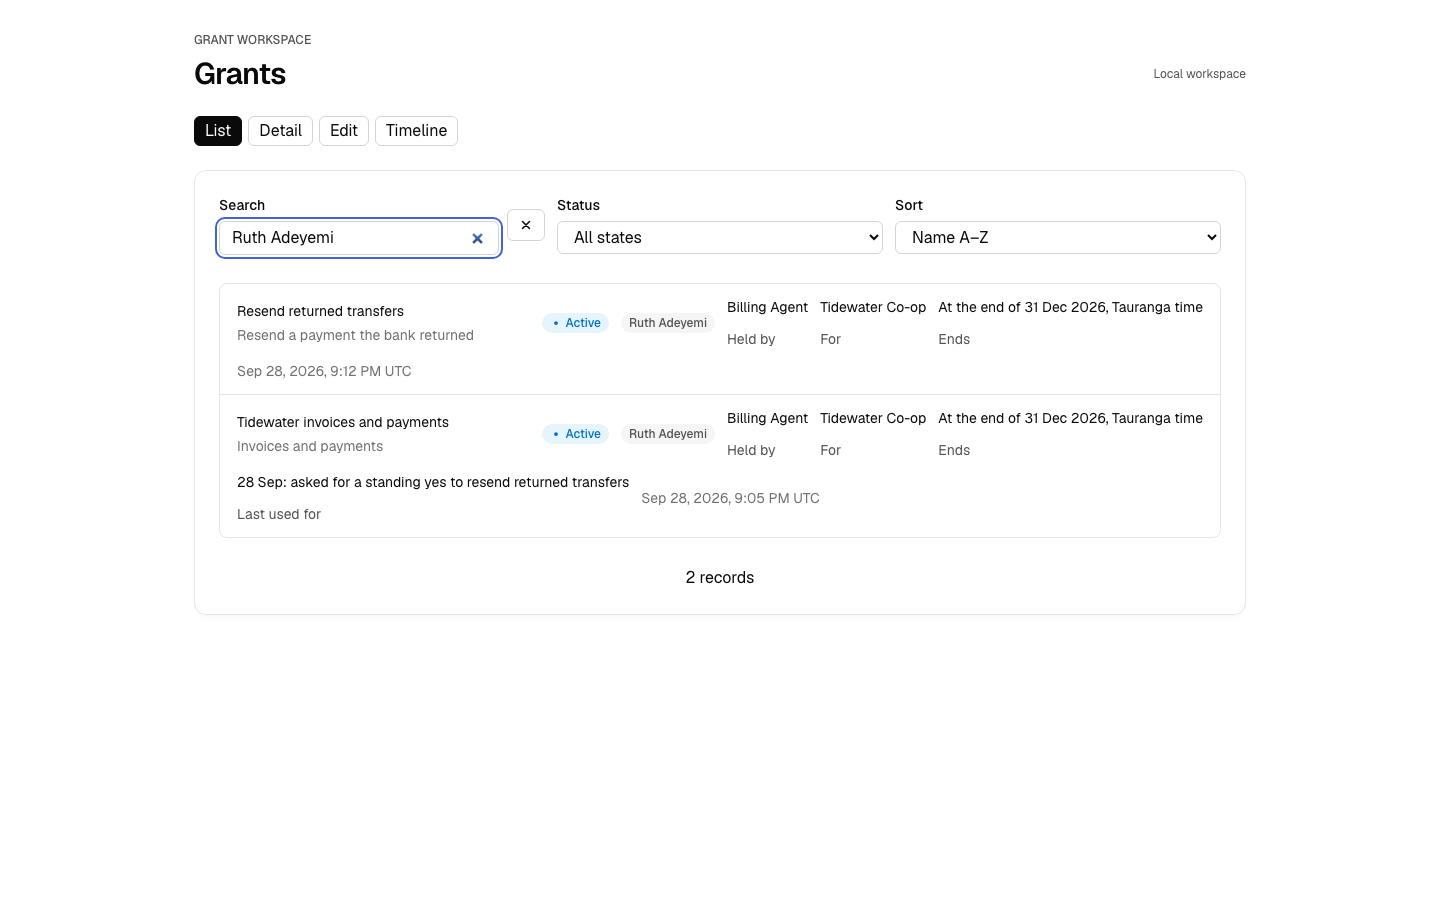 GRANT WORKSPACE
Grants
Local workspace
List
Detail
Edit
Timeline
Search
Status
Sort
Ruth Adeyemi
All states
Name A–Z
Resend returned transfers
Resend a payment the bank returned
Active
Ruth Adeyemi
Billing Agent
Held by
Tidewater Co-op
For
At the end of 31 Dec 2026, Tauranga time
Ends
Sep 28, 2026, 9:12 PM UTC
Tidewater invoices and payments
Invoices and payments
Active
Ruth Adeyemi
Billing Agent
Held by
Tidewater Co-op
For
At the end of 31 Dec 2026, Tauranga time
Ends
28 Sep: asked for a standing yes to resend returned transfers
Last used for
Sep 28, 2026, 9:05 PM UTC
2 records